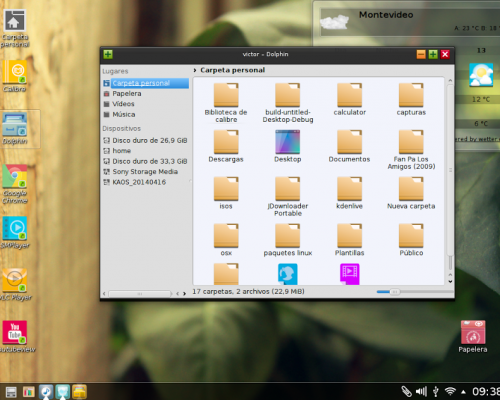 Carpeta
personal
Calibre
Dolphin
Google
Chrome
SMPlayer
VLC Player
Papelera
victor – Dolphin
Lugares
Carpeta personal
Papelera
Vídeos
Música
Dispositivos
Disco duro de 26,9 GiB
home
Disco duro de 33,3 GiB
Sony Storage Media
KAOS_20140416
Carpeta personal
Biblioteca de
calibre
build-untitled-
Desktop-Debug
calculator
capturas
Descargas
Desktop
Documentos
Fan Pa Los
Amigos (2009)
isos
JDownloader
Portable
kdenlive
Nueva carpeta
osx
paquetes linux
Plantillas
Público
17 carpetas, 2 archivos (22,9 MiB)
Montevideo
A: 23 °C B: 18
13
12 °C
6 °C
You
Tube
09:38